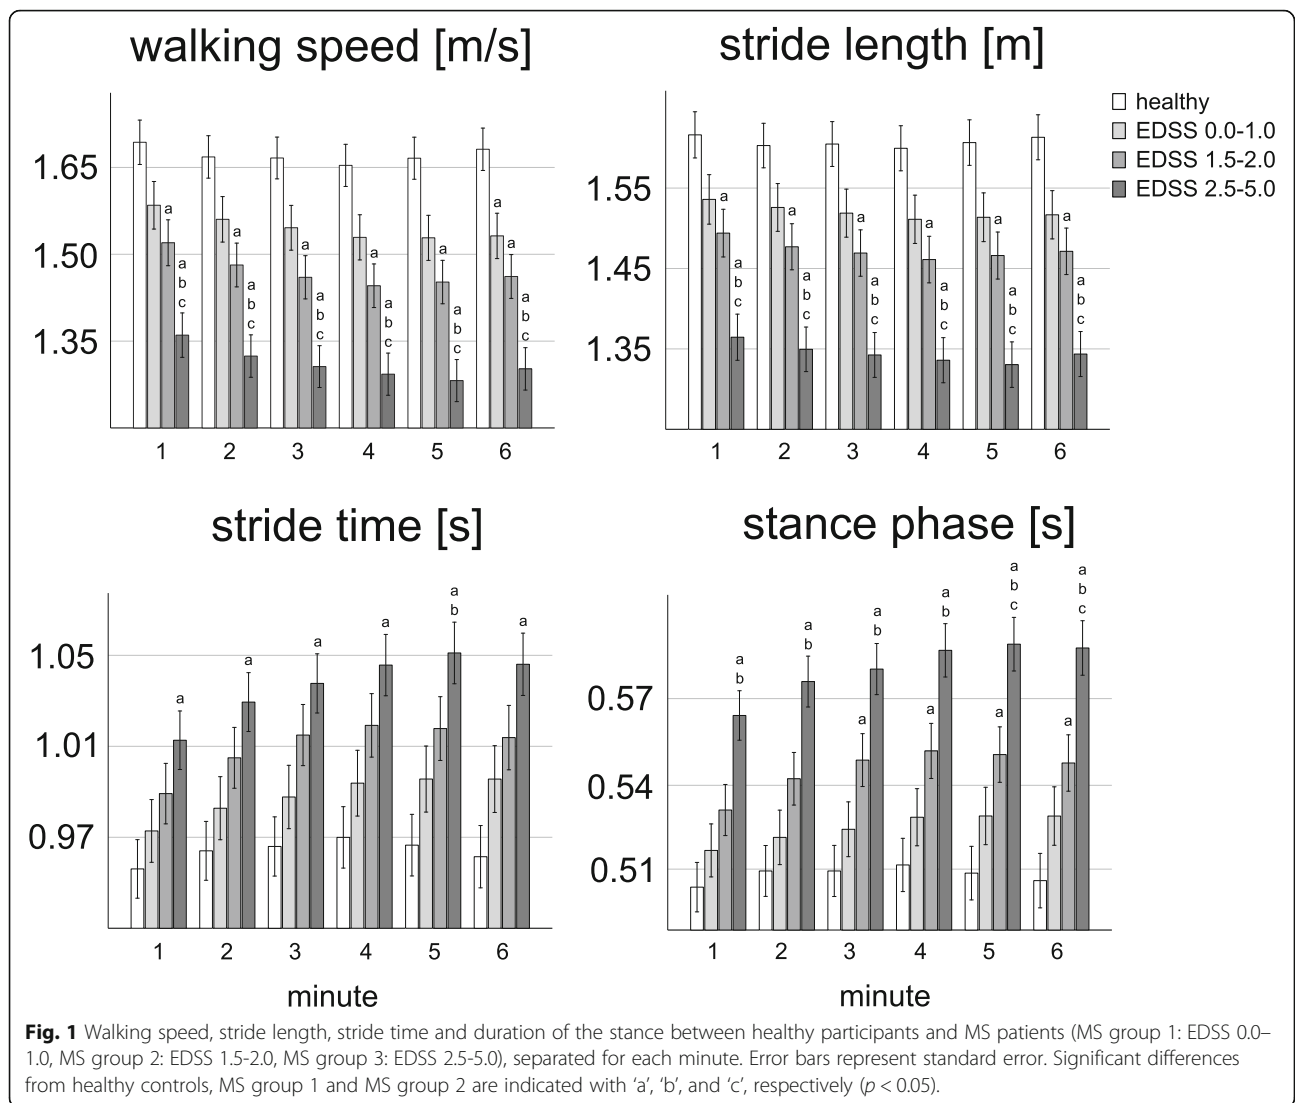 walking speed [m/s]
stride length [m]
healthy
EDSS 0.0-1.0
EDSS 1.5-2.0
EDSS 2.5-5.0
1.65
1.50
1.35
a
a
b
c
a
a
b
c
a
a
b
c
a
a
b
c
a
a
b
c
a
a
a
b
c
1 2 3 4 5 6
1.55
1.45
1.35
a
a
b
c
a
a
b
c
a
a
b
c
a
a
b
c
a
a
b
c
a
a
b
c
1 2 3 4 5 6
stride time [s]
stance phase [s]
1.05
1.01
0.97
a
a
a
a
a
b
a
1 2 3 4 5 6
minute
0.57
0.54
0.51
a
b
a
b
a
a
b
a
a
b
a
a
b
c
a
a
b
c
1 2 3 4 5 6
minute
Fig. 1 Walking speed, stride length, stride time and duration of the stance between healthy participants and MS patients (MS group 1: EDSS 0.0–
1.0, MS group 2: EDSS 1.5-2.0, MS group 3: EDSS 2.5-5.0), separated for each minute. Error bars represent standard error. Significant differences
from healthy controls, MS group 1 and MS group 2 are indicated with ‘a’, ‘b’, and ‘c’, respectively (p < 0.05).